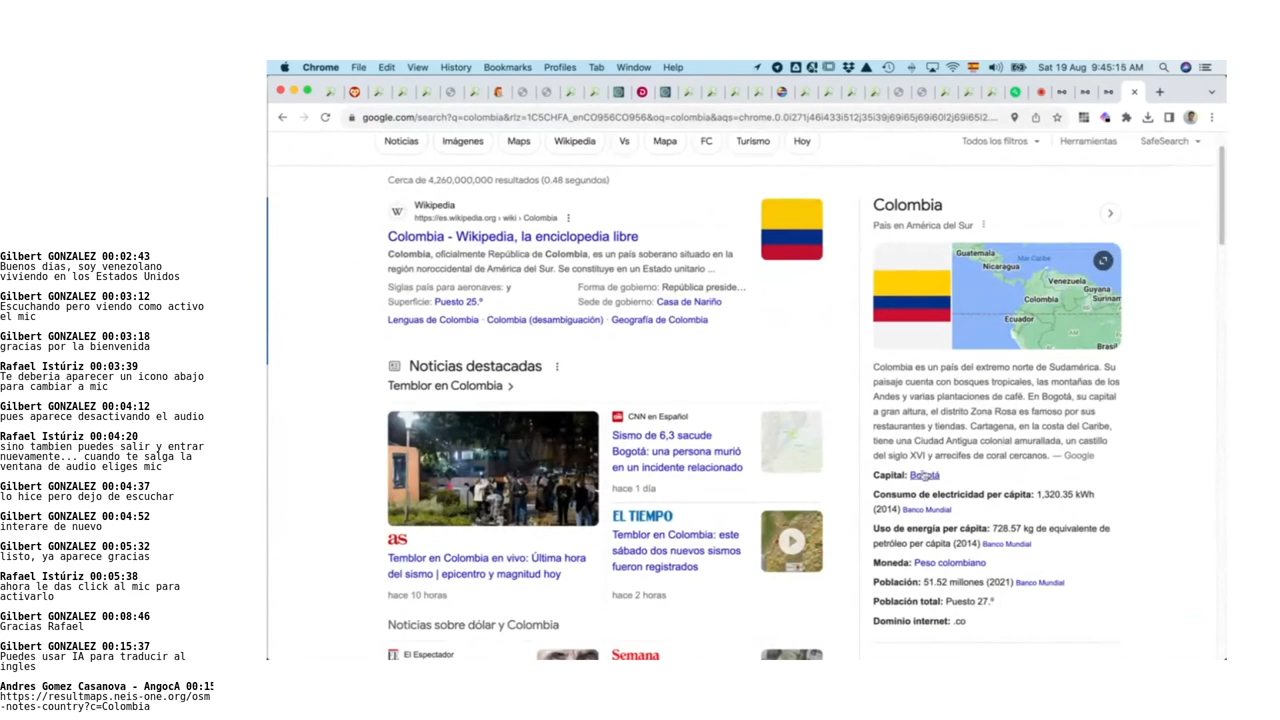 Gilbert GONZALEZ 00:02:43
Buenos dias, soy venezolano
viviendo en los Estados Unidos
Gilbert GONZALEZ 00:03:12
Escuchando pero viendo como activo
el mic
Gilbert GONZALEZ 00:03:18
gracias por la bienvenida
Rafael Istúriz 00:03:39
Te deberia aparecer un icono abajo
para cambiar a mic
Gilbert GONZALEZ 00:04:12
pues aparece desactivando el audio
Rafael Istúriz 00:04:20
sino tambien puedes salir y entrar
nuevamente... cuando te salga la
ventana de audio eliges mic
Gilbert GONZALEZ 00:04:37
lo hice pero dejo de escuchar
Gilbert GONZALEZ 00:04:52
interare de nuevo
Gilbert GONZALEZ 00:05:32
listo, ya aparece gracias
Rafael Istúriz 00:05:38
ahora le das click al mic para
activarlo
Gilbert GONZALEZ 00:08:46
Gracias Rafael
Gilbert GONZALEZ 00:15:37
Puedes usar IA para traducir al
ingles
Andres Gomez Casanova - AngocA 00:15
https://resultmaps.neis-one.org/osm
-notes-country?c=Colombia
Chrome File Edit View History Bookmarks Profiles Tab Window Help Sat 19 Aug 9:45:15 AM
google.com/search?q=colombia&rlz=1C5CHFA_enCO956CO956&oq=colombia&aqs=chrome.0.0i271j46i433i512j35i39j69i65j69i60l2j69i65l2....
Noticias Imágenes Maps Wikipedia Vs Mapa FC Turismo Hoy Todos los filtros Herramientas SafeSearch
Cerca de 4,260,000,000 resultados (0.48 segundos)
W Wikipedia
https://es.wikipedia.org › wiki › Colombia
Colombia - Wikipedia, la enciclopedia libre
Colombia, oficialmente República de Colombia, es un país soberano situado en la
región noroccidental de América del Sur. Se constituye en un Estado unitario ...
Siglas país para aeronaves: y Forma de gobierno: República preside...
Superficie: Puesto 25.º Sede de gobierno: Casa de Nariño
Lenguas de Colombia · Colombia (desambiguación) · Geografía de Colombia
Noticias destacadas
Temblor en Colombia
as
Temblor en Colombia en vivo: Última hora
del sismo | epicentro y magnitud hoy
hace 10 horas
CNN en Español
Sismo de 6,3 sacude
Bogotá: una persona murió
en un incidente relacionado
hace 1 día
EL TIEMPO
Temblor en Colombia: este
sábado dos nuevos sismos
fueron registrados
hace 2 horas
Noticias sobre dólar y Colombia
EE El Espectador
Semana
Colombia
País en América del Sur
Guatemala
Mar Caribe
Nicaragua
Venezuela
Guyana
Colombia
Surinam
Ecuador
Brasil
Colombia es un país del extremo norte de Sudamérica. Su
paisaje cuenta con bosques tropicales, las montañas de los
Andes y varias plantaciones de café. En Bogotá, su capital
a gran altura, el distrito Zona Rosa es famoso por sus
restaurantes y tiendas. Cartagena, en la costa del Caribe,
tiene una Ciudad Antigua colonial amurallada, un castillo
del siglo XVI y arrecifes de coral cercanos. — Google
Capital: Bogotá
Consumo de electricidad per cápita: 1,320.35 kWh
(2014) Banco Mundial
Uso de energía per cápita: 728.57 kg de equivalente de
petróleo per cápita (2014) Banco Mundial
Moneda: Peso colombiano
Población: 51.52 millones (2021) Banco Mundial
Población total: Puesto 27.º
Dominio internet: .co